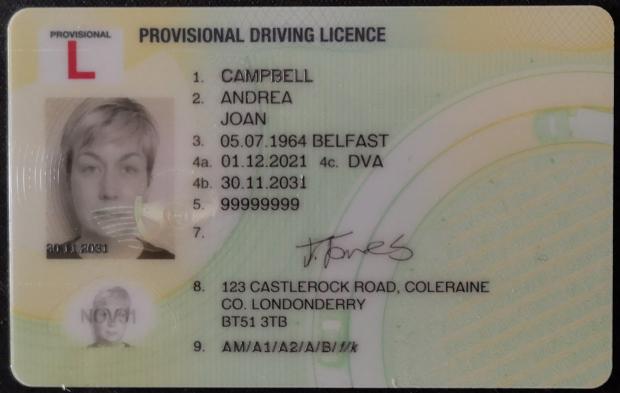 PROVISIONAL
L
PROVISIONAL DRIVING LICENCE
1. CAMPBELL
2. ANDREA
JOAN
3. 05.07.1964 BELFAST
4a. 01.12.2021 4c. DVA
4b. 30.11.2031
5. 99999999
7.
J. Jones
30.11.2031
8. 123 CASTLEROCK ROAD, COLERAINE
CO. LONDONDERRY
BT51 3TB
NOV31
9. AM/A1/A2/A/B/f/k